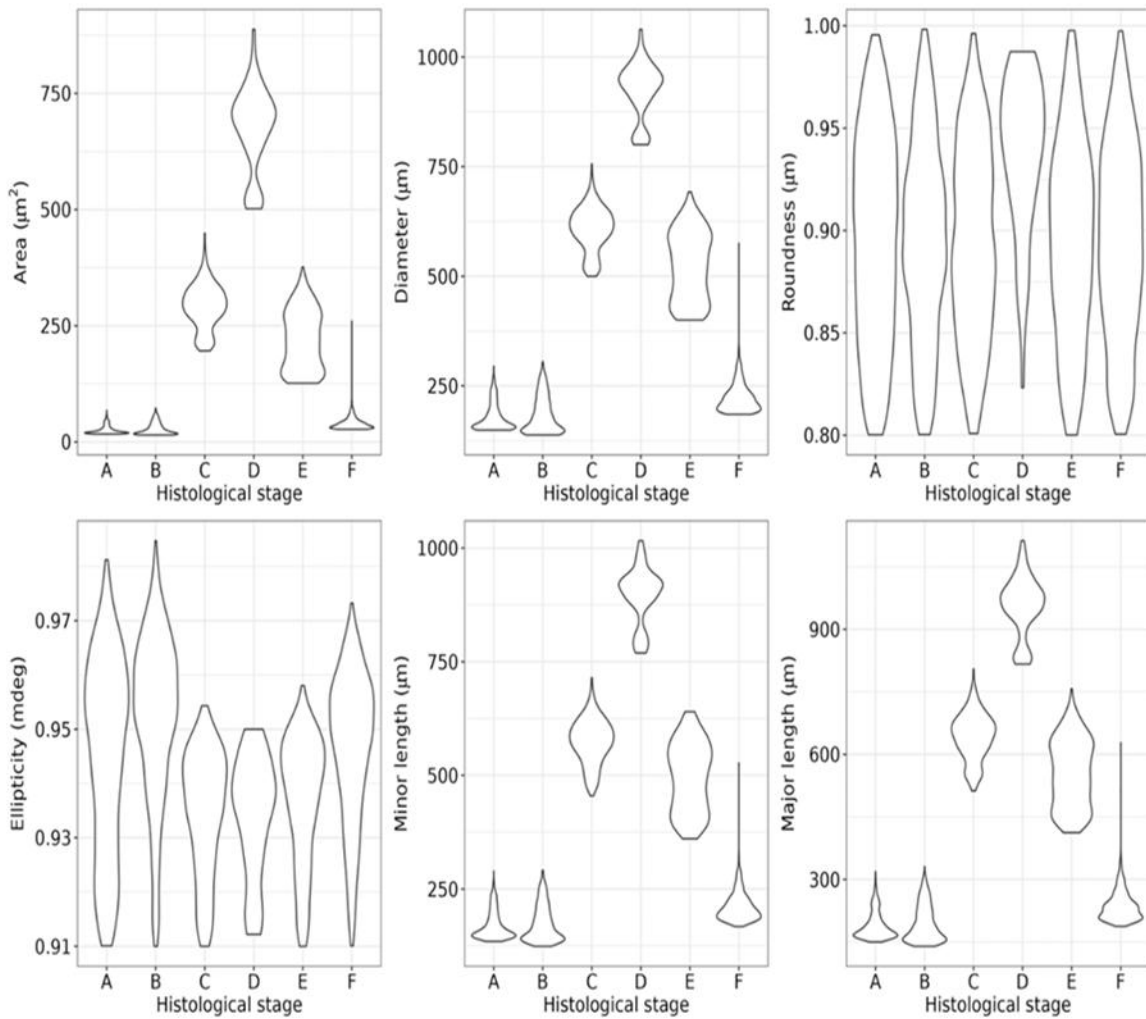 Area (μm²)
750
500
250
0
A B C D E F
Histological stage
Diameter (μm)
1000
750
500
250
A B C D E F
Histological stage
Roundness (μm)
1.00
0.95
0.90
0.85
0.80
A B C D E F
Histological stage
Ellipticity (mdeg)
0.97
0.95
0.93
0.91
A B C D E F
Histological stage
Minor length (μm)
1000
750
500
250
A B C D E F
Histological stage
Major length (μm)
900
600
300
A B C D E F
Histological stage